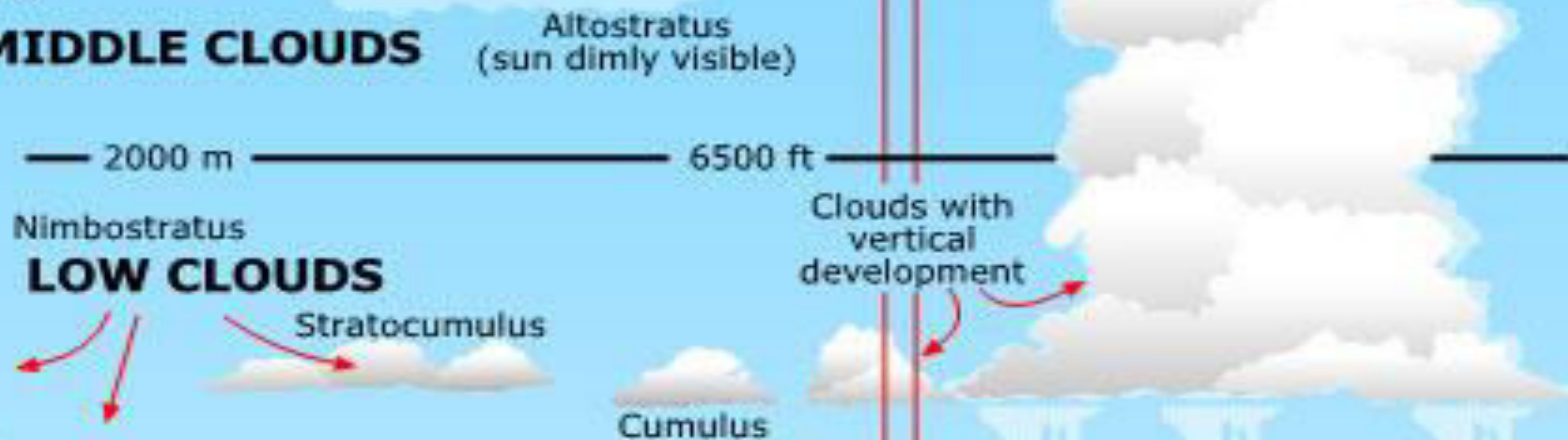 Altostratus
(sun dimly visible)
MIDDLE CLOUDS
2000 m
6500 ft
Clouds with
vertical
development
Nimbostratus
LOW CLOUDS
Stratocumulus
Cumulus